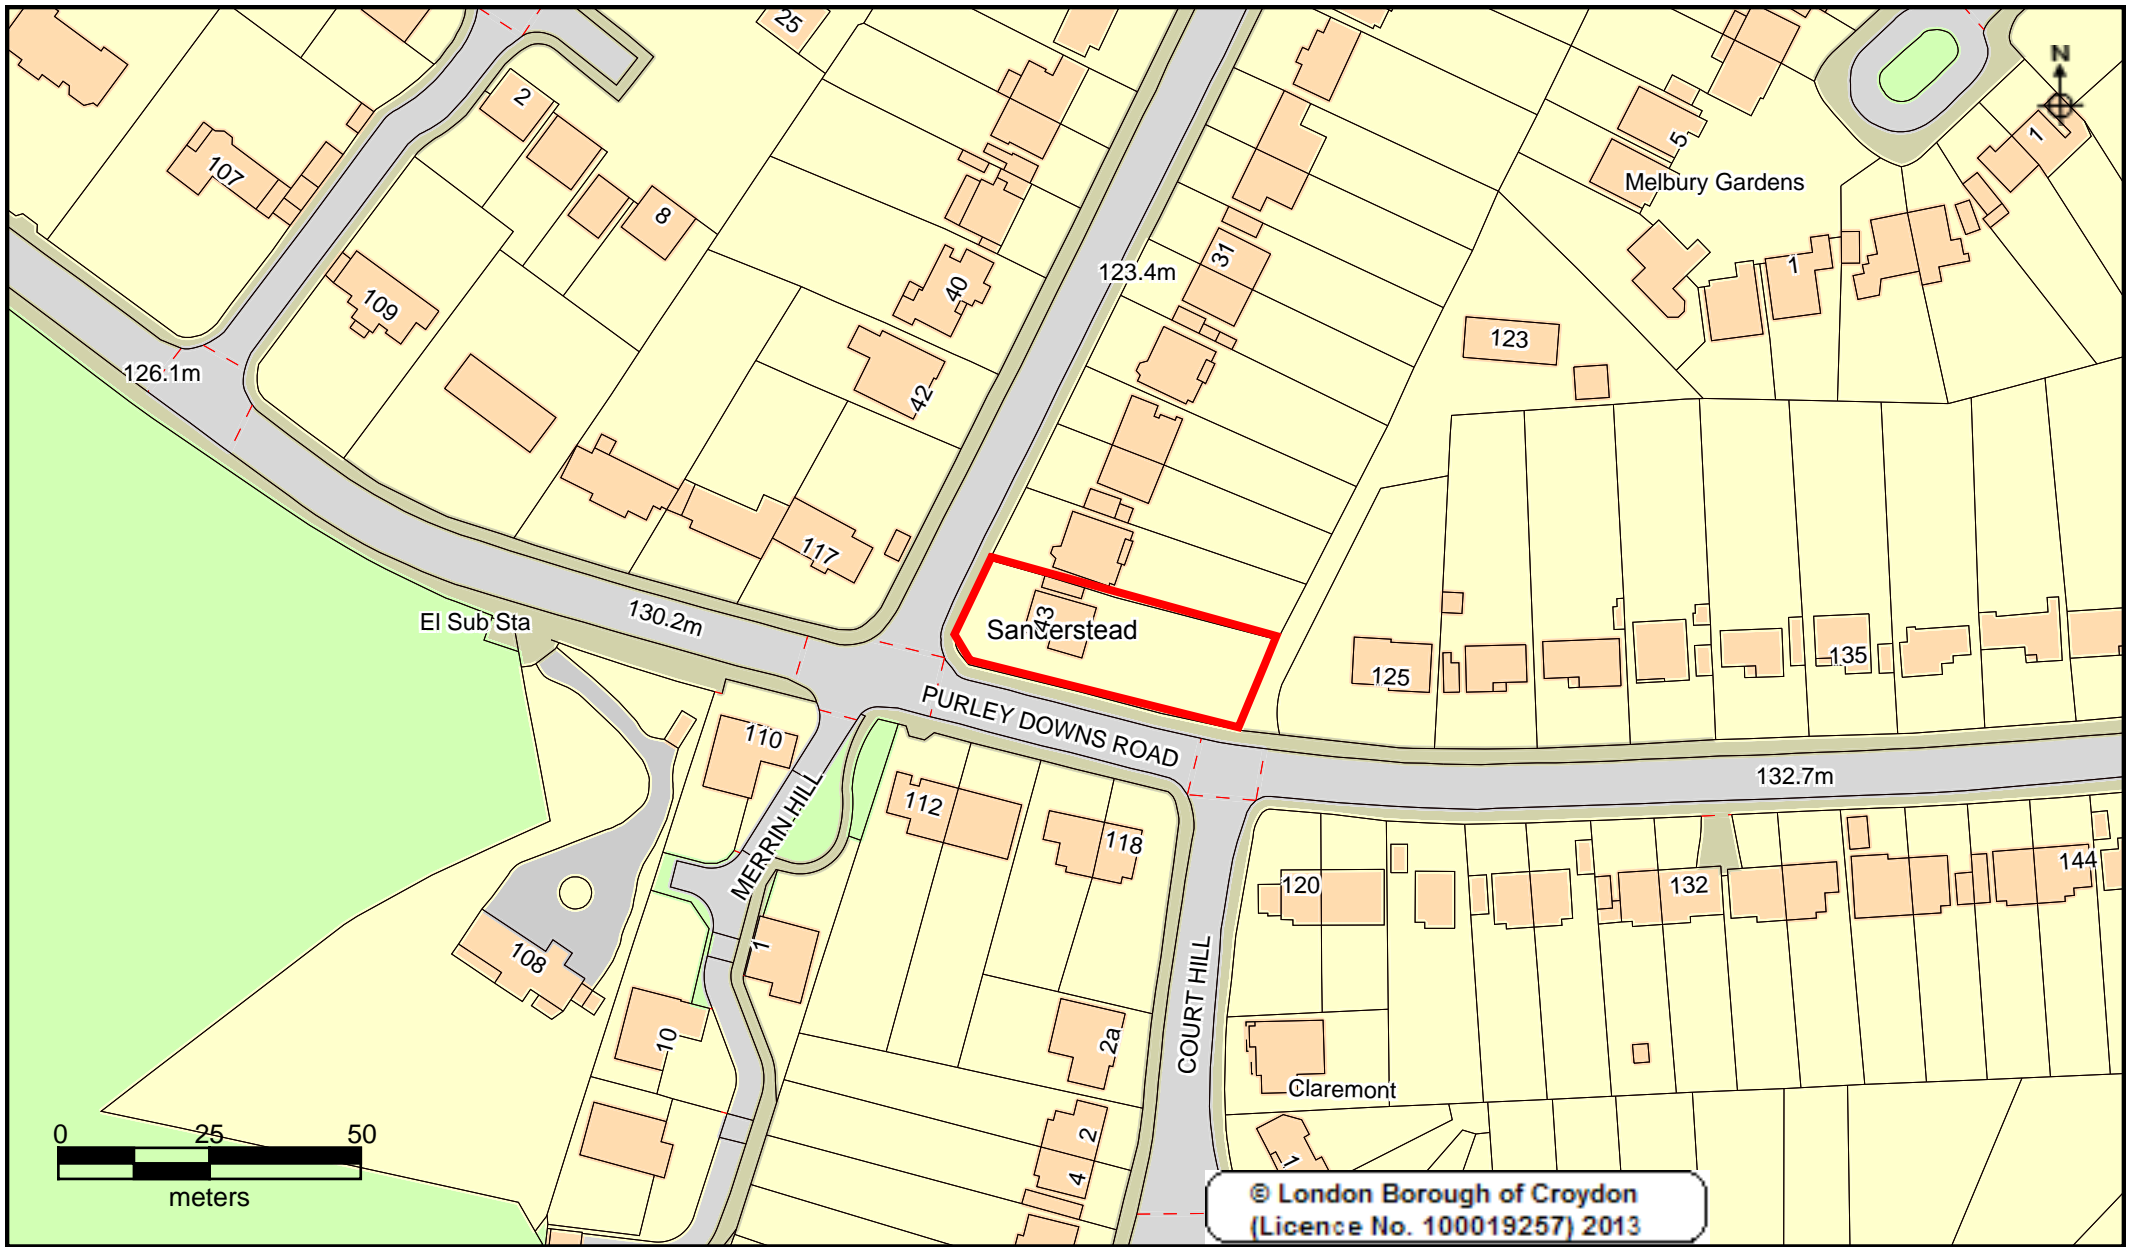 25
N
2
5
1
107
Melbury Gardens
8
31
1
123.4m
40
109
123
126.1m
42
117
El Sub Sta
130.2m
43
Sanderstead
125
135
PURLEY DOWNS ROAD
110
132.7m
112
118
MERRIN HILL
144
120
132
108
1
COURT HILL
10
2a
Claremont
0 25 50
meters
2
4
1
© London Borough of Croydon
(Licence No. 100019257) 2013